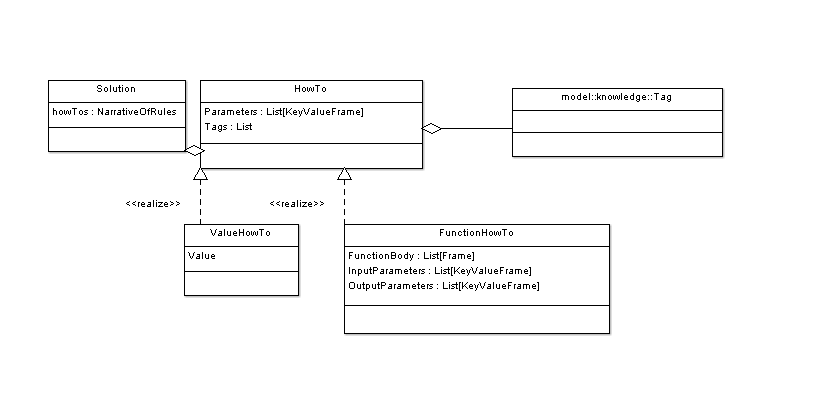 Solution
howTos : NarrativeOfRules
HowTo
Parameters : List[KeyValueFrame]
Tags : List
model::knowledge::Tag
<<realize>>
<<realize>>
ValueHowTo
Value
FunctionHowTo
FunctionBody : List[Frame]
InputParameters : List[KeyValueFrame]
OutputParameters : List[KeyValueFrame]